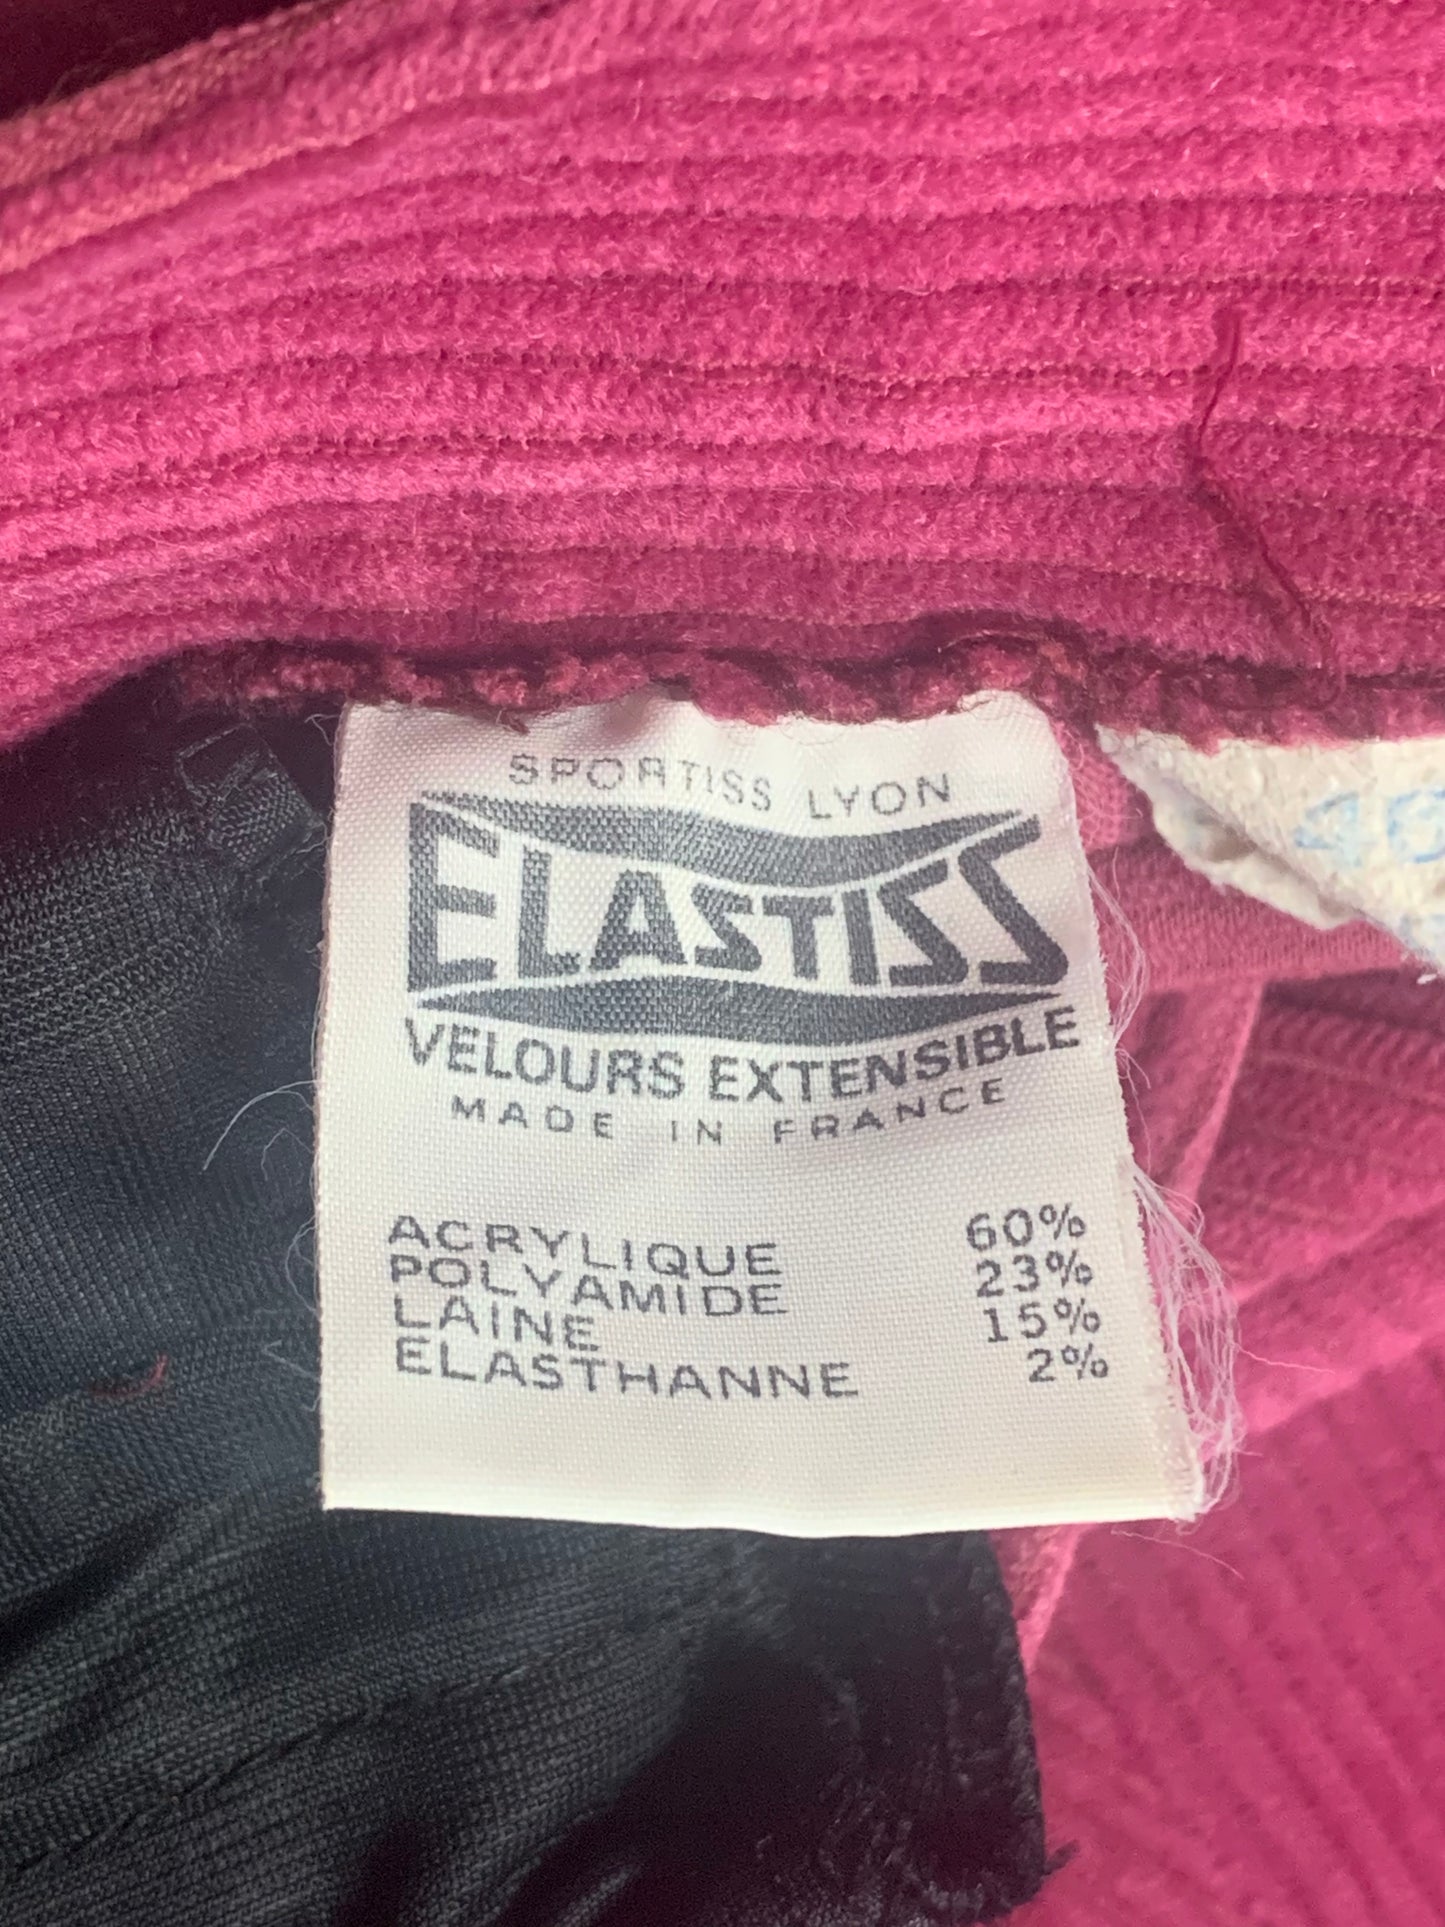 SPORTISS LYON
ELASTISS
VELOURS EXTENSIBLE
MADE IN FRANCE
ACRYLIQUE 60%
POLYAMIDE 23%
LAINE 15%
ELASTHANNE 2%